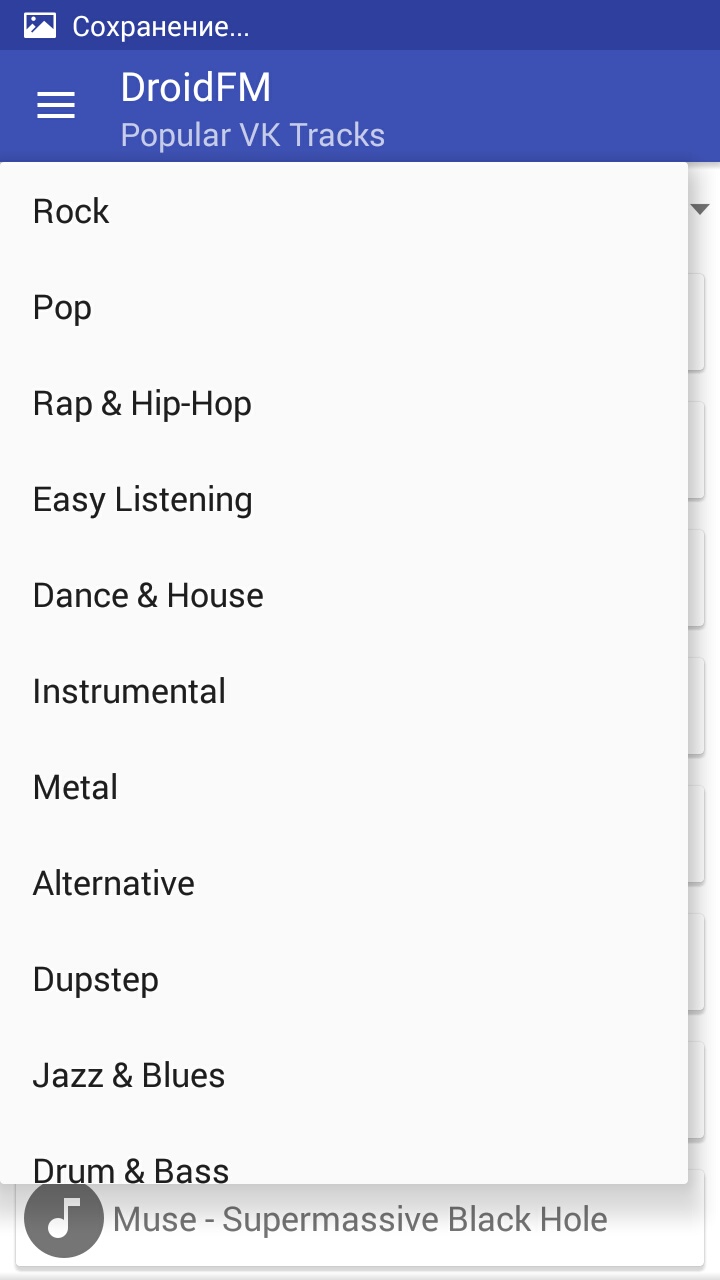 Сохранение...
DroidFM
Popular VK Tracks
Rock
Pop
Rap & Hip-Hop
Easy Listening
Dance & House
Instrumental
Metal
Alternative
Dupstep
Jazz & Blues
Drum & Bass
Muse - Supermassive Black Hole